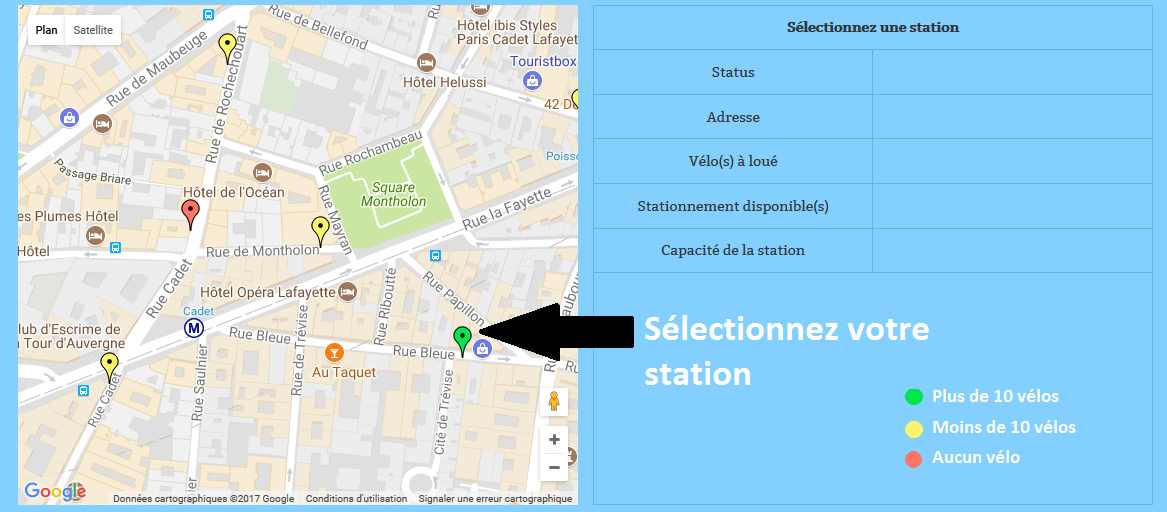 Plan
Satellite
Rue de Bellefond
Hôtel ibis Styles
Paris Cadet Lafayet
Touristbox
Rue de Maubeuge
Rue de Rochechouart
Hôtel Helussi
42 D
Rue Rochambeau
Poisso
Passage Briare
Hôtel de l'Océan
Square
Montholon
Rue Mayran
Rue la Fayette
es Plumes Hôtel
Hôtel
Rue de Montholon
Rue Cadet
Hôtel Opéra Lafayette
Rue Riboutté
Rue Papillon
Cadet
M
Rue de Trévise
lub d'Escrime de
Tour d'Auvergne
Rue Bleue
Rue Bleue
Au Taquet
Rue Saulnier
Rue Cadet
Cité de Trévise
Google
Données cartographiques ©2017 Google
Conditions d'utilisation
Signaler une erreur cartographique
Sélectionnez une station
Status
Adresse
Vélo(s) à loué
Stationnement disponible(s)
Capacité de la station
Sélectionnez votre
station
Plus de 10 vélos
Moins de 10 vélos
Aucun vélo